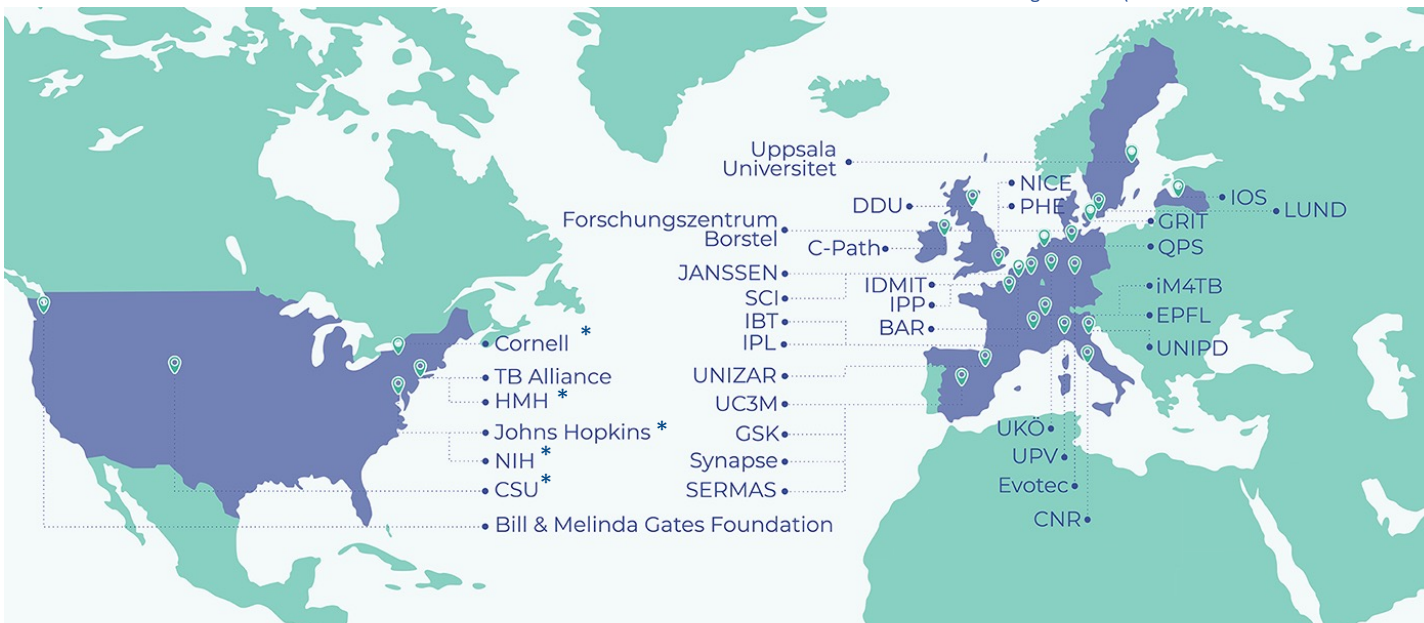 Uppsala
Universitet
NICE
PHE
DDU
IOS
LUND
GRIT
Forschungszentrum
Borstel
C-Path
QPS
JANSSEN
SCI
IDMIT
IPP
iM4TB
IBT
IPL
BAR
EPFL
UNIPD
Cornell *
TB Alliance
HMH *
Johns Hopkins *
NIH *
CSU *
Bill & Melinda Gates Foundation
UNIZAR
UC3M
GSK
Synapse
SERMAS
UKÖ
UPV
Evotec
CNR